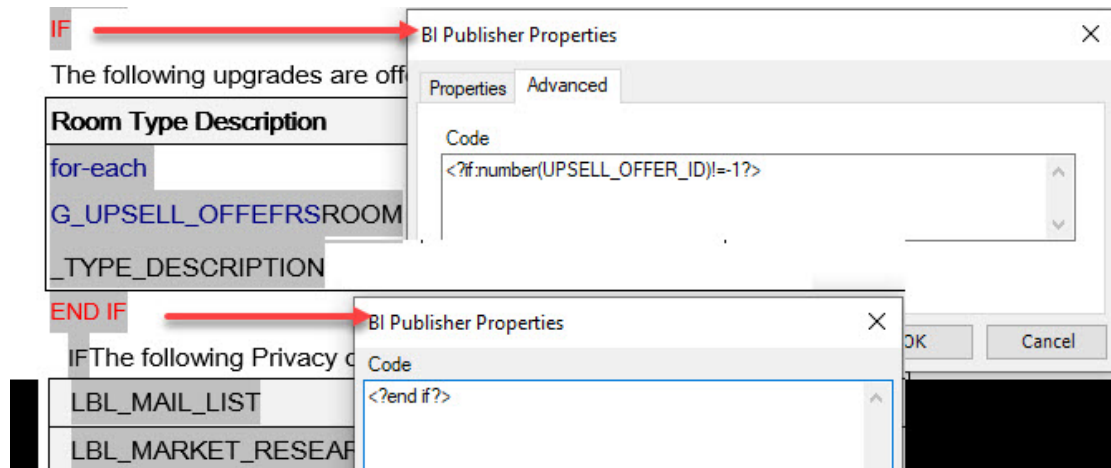 IF
BI Publisher Properties
The following upgrades are off
Properties Advanced
Room Type Description
Code
for-each
<?if:number(UPSELL_OFFER_ID)!=-1?>
G_UPSELL_OFFEFRSROOM
_TYPE_DESCRIPTION
END IF
BI Publisher Properties
OK Cancel
IFThe following Privacy
Code
LBL_MAIL_LIST
<?end if?>
LBL_MARKET_RESEAR